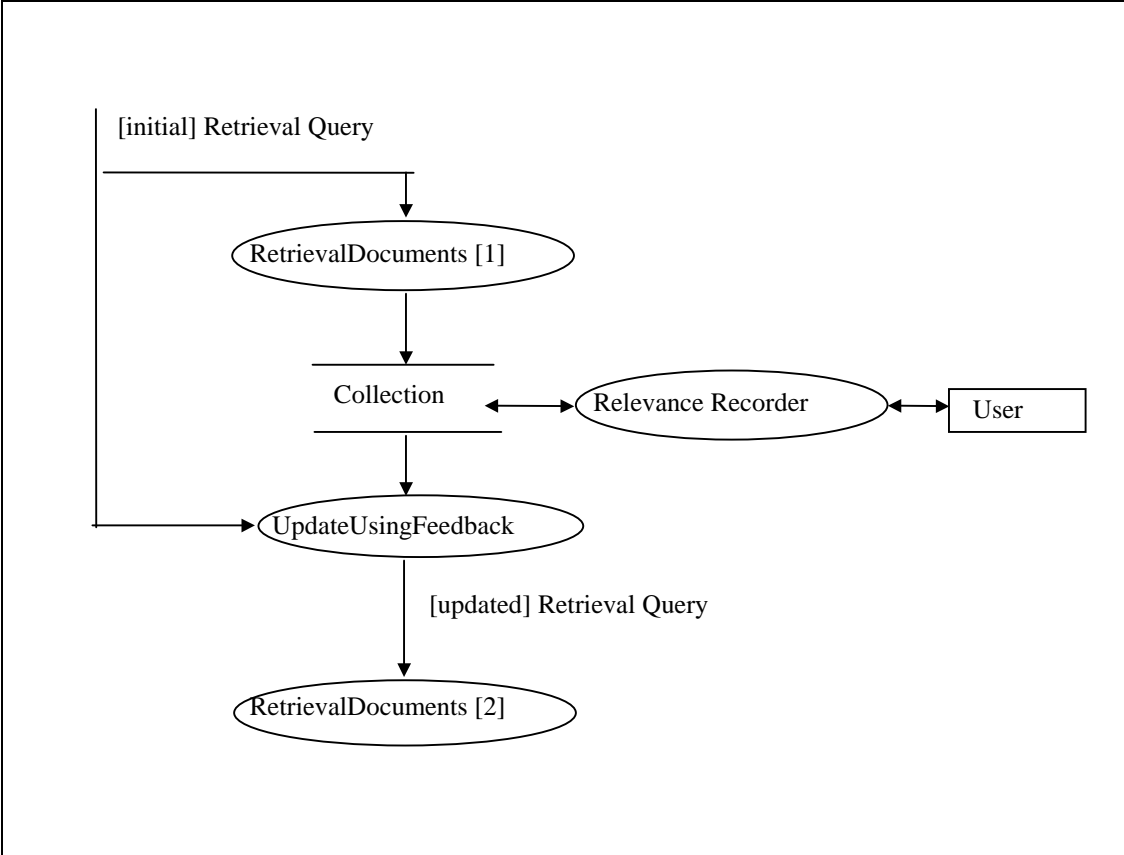 [initial] Retrieval Query
RetrievalDocuments [1]
Collection
Relevance Recorder
User
UpdateUsingFeedback
[updated] Retrieval Query
RetrievalDocuments [2]